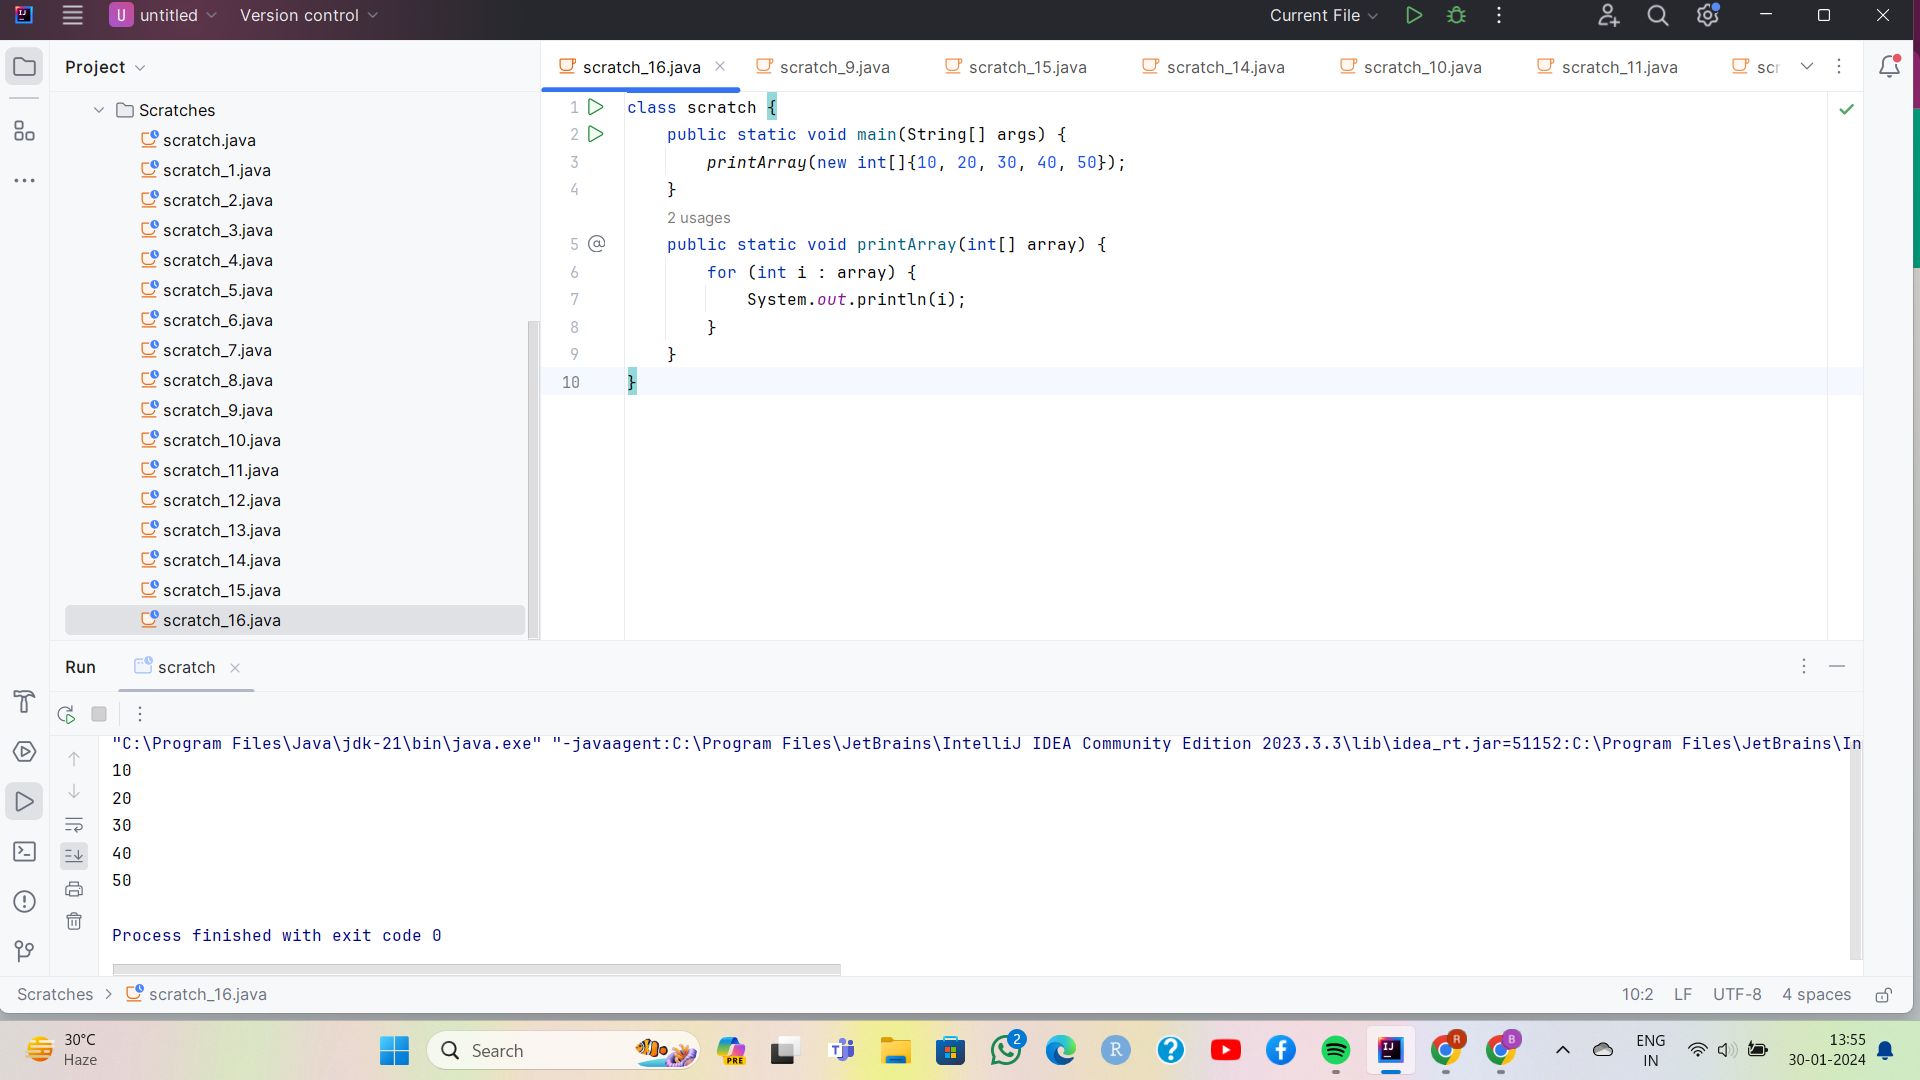 U untitled Version control Current File
Project
scratch_16.java scratch_9.java scratch_15.java scratch_14.java scratch_10.java scratch_11.java scr
Scratches
scratch.java
scratch_1.java
scratch_2.java
scratch_3.java
scratch_4.java
scratch_5.java
scratch_6.java
scratch_7.java
scratch_8.java
scratch_9.java
scratch_10.java
scratch_11.java
scratch_12.java
scratch_13.java
scratch_14.java
scratch_15.java
scratch_16.java
1 class scratch {
2 public static void main(String[] args) {
3 printArray(new int[]{10, 20, 30, 40, 50});
4 }
2 usages
5 @ public static void printArray(int[] array) {
6 for (int i : array) {
7 System.out.println(i);
8 }
9 }
10 }
Run scratch
"C:\Program Files\Java\jdk-21\bin\java.exe" "-javaagent:C:\Program Files\JetBrains\IntelliJ IDEA Community Edition 2023.3.3\lib\idea_rt.jar=51152:C:\Program Files\JetBrains\In
10
20
30
40
50
Process finished with exit code 0
Scratches > scratch_16.java 10:2 LF UTF-8 4 spaces
30°C
Haze
Search
PRE
2
R
B
ENG
IN
13:55
30-01-2024